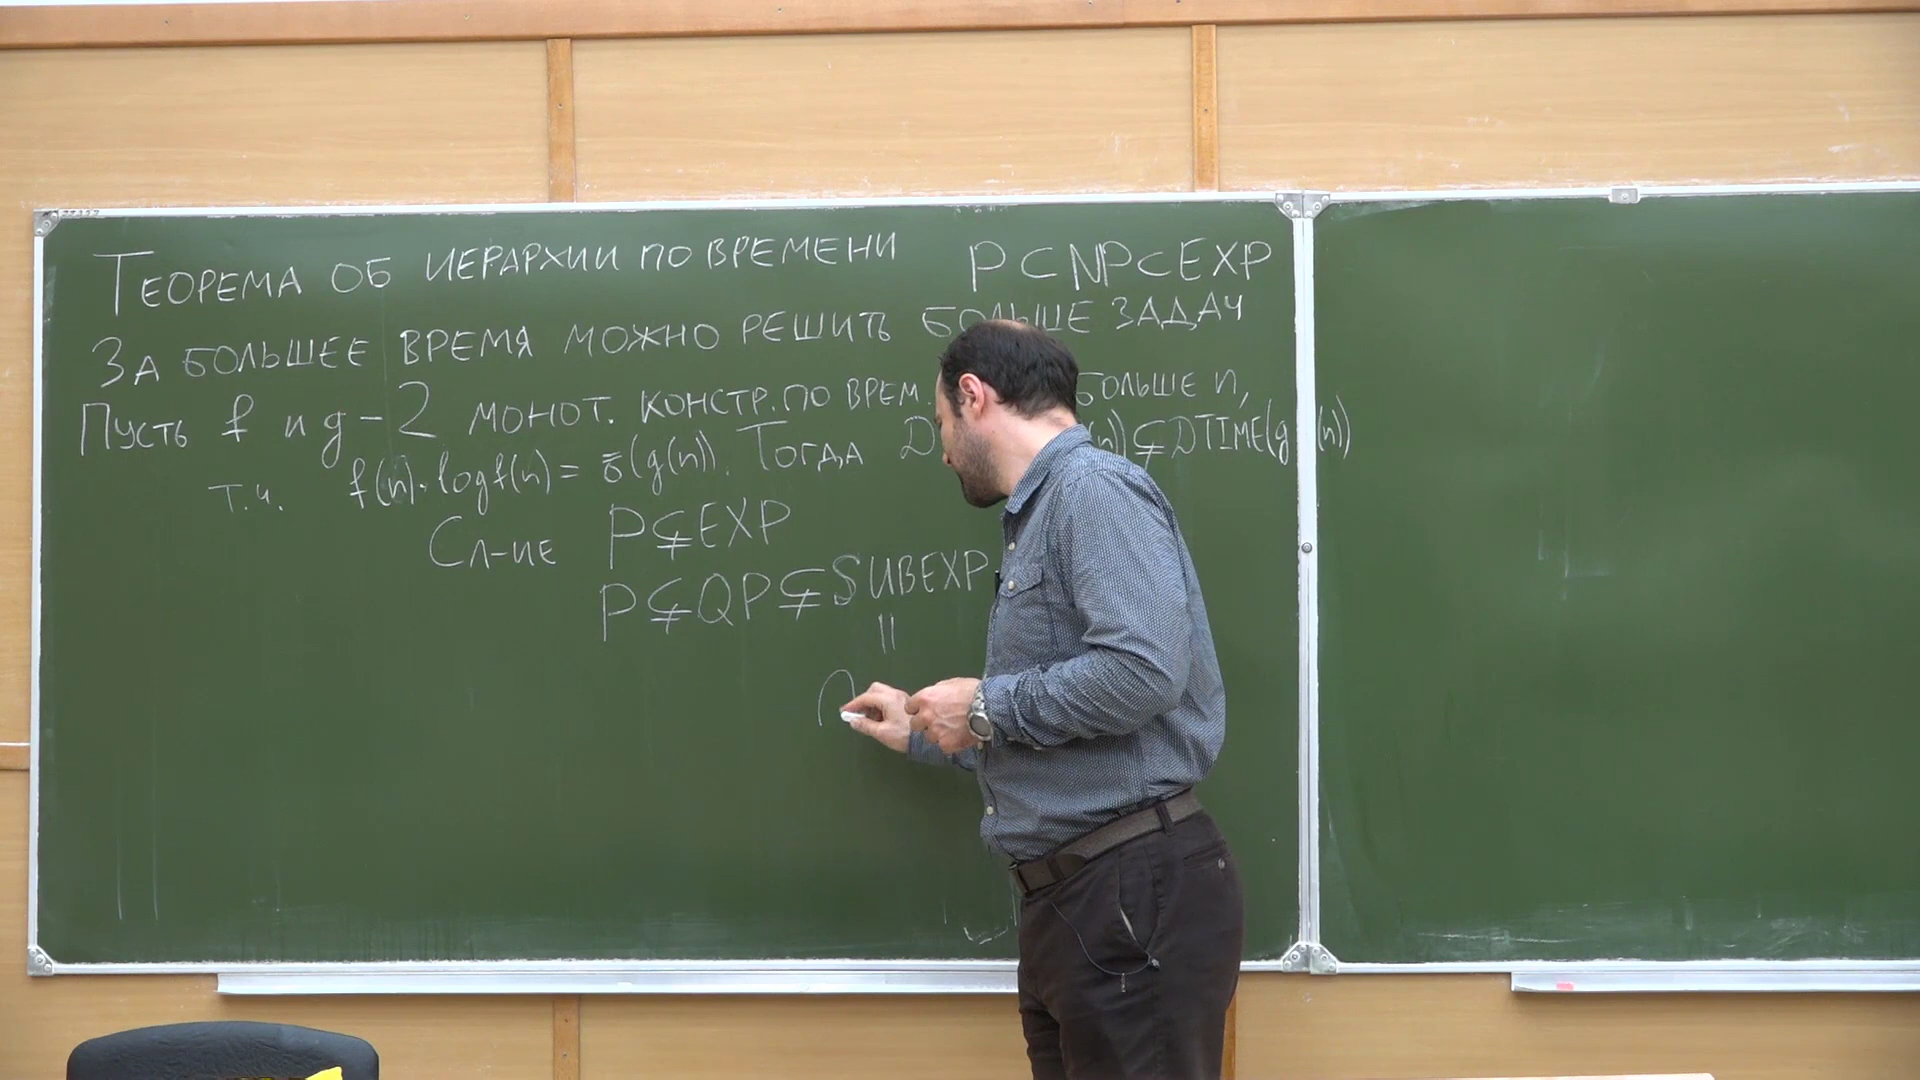 ТЕОРЕМА ОБ ИЕРАРХИИ ПО ВРЕМЕНИ
P⊂NP⊂EXP
ЗА БОЛЬШЕЕ ВРЕМЯ МОЖНО РЕШИТЬ БОЛЬШЕ ЗАДАЧ
ПУСТЬ f И g – 2 МОНОТ. КОНСТР. ПО ВРЕМ. БОЛЬШЕ n,
Т.Ч. f(n)·log f(n) = ō(g(n)). ТОГДА D (n))⊊DTIME(g(n))
СЛ-ИЕ P⊊EXP
P⊊QP⊊SUBEXP
||
∩